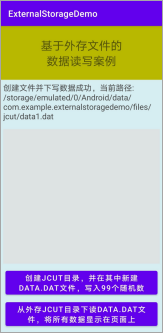 ExternalStorageDemo
基于外存文件的
数据读写案例
创建文件并下写数据成功，当前路径:
/storage/emulated/0/Android/data/
com.example.externalstoragedemo/files/
jcut/data1.dat
创建JCUT目录，并在其中新建
DATA.DAT文件，写入99个随机数
从外存JCUT目录下读DATA.DAT文
件，将所有数据显示在页面上